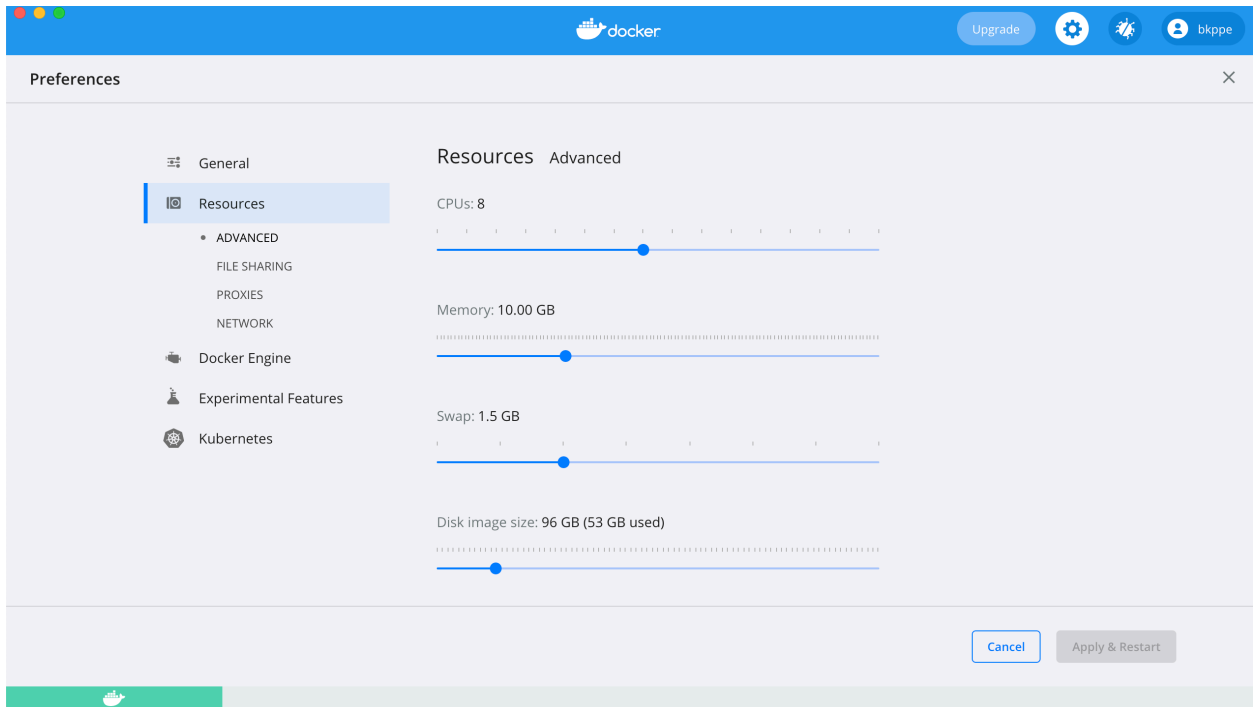 docker
Upgrade
bkppe
Preferences
General
Resources
ADVANCED
FILE SHARING
PROXIES
NETWORK
Docker Engine
Experimental Features
Kubernetes
Resources Advanced
CPUs: 8
Memory: 10.00 GB
Swap: 1.5 GB
Disk image size: 96 GB (53 GB used)
Cancel
Apply & Restart